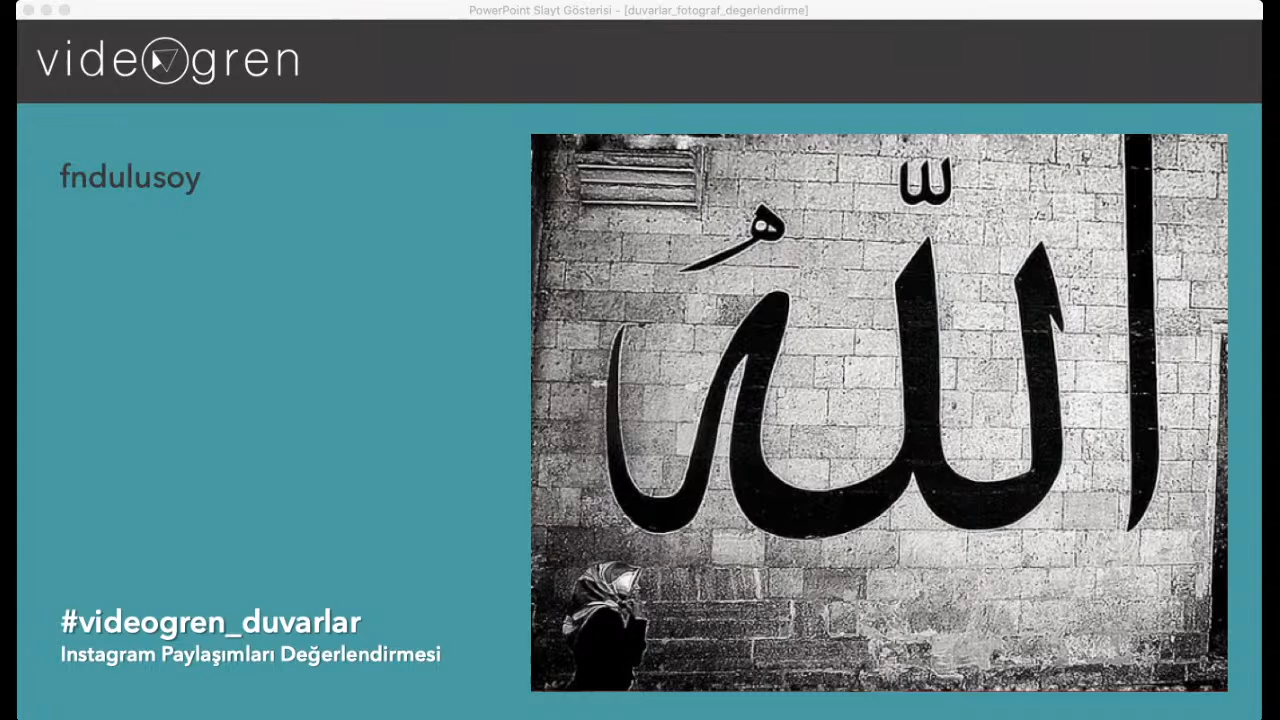 PowerPoint Slayt Gösterisi - [duvarlar_fotograf_degerlendirme]
videogren
fndulusoy
الله
#videogren_duvarlar
Instagram Paylaşımları Değerlendirmesi